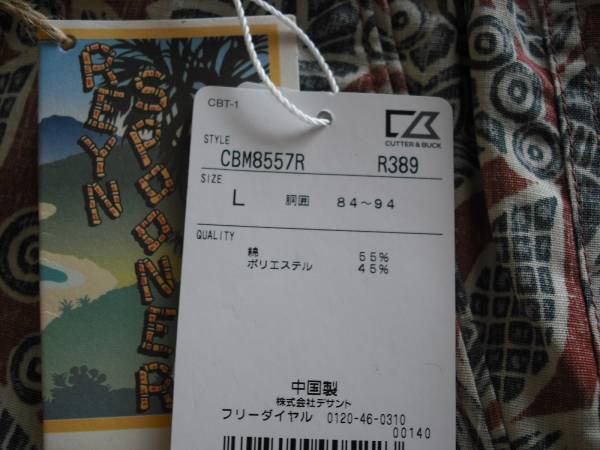 REYN
SPOONER
CBT-1
CUTTER & BUCK
STYLE
CBM8557R R389
SIZE
L 胴囲 84～94
QUALITY
綿 55%
ポリエステル 45%
中国製
株式会社デサント
フリーダイヤル 0120-46-0310
00140